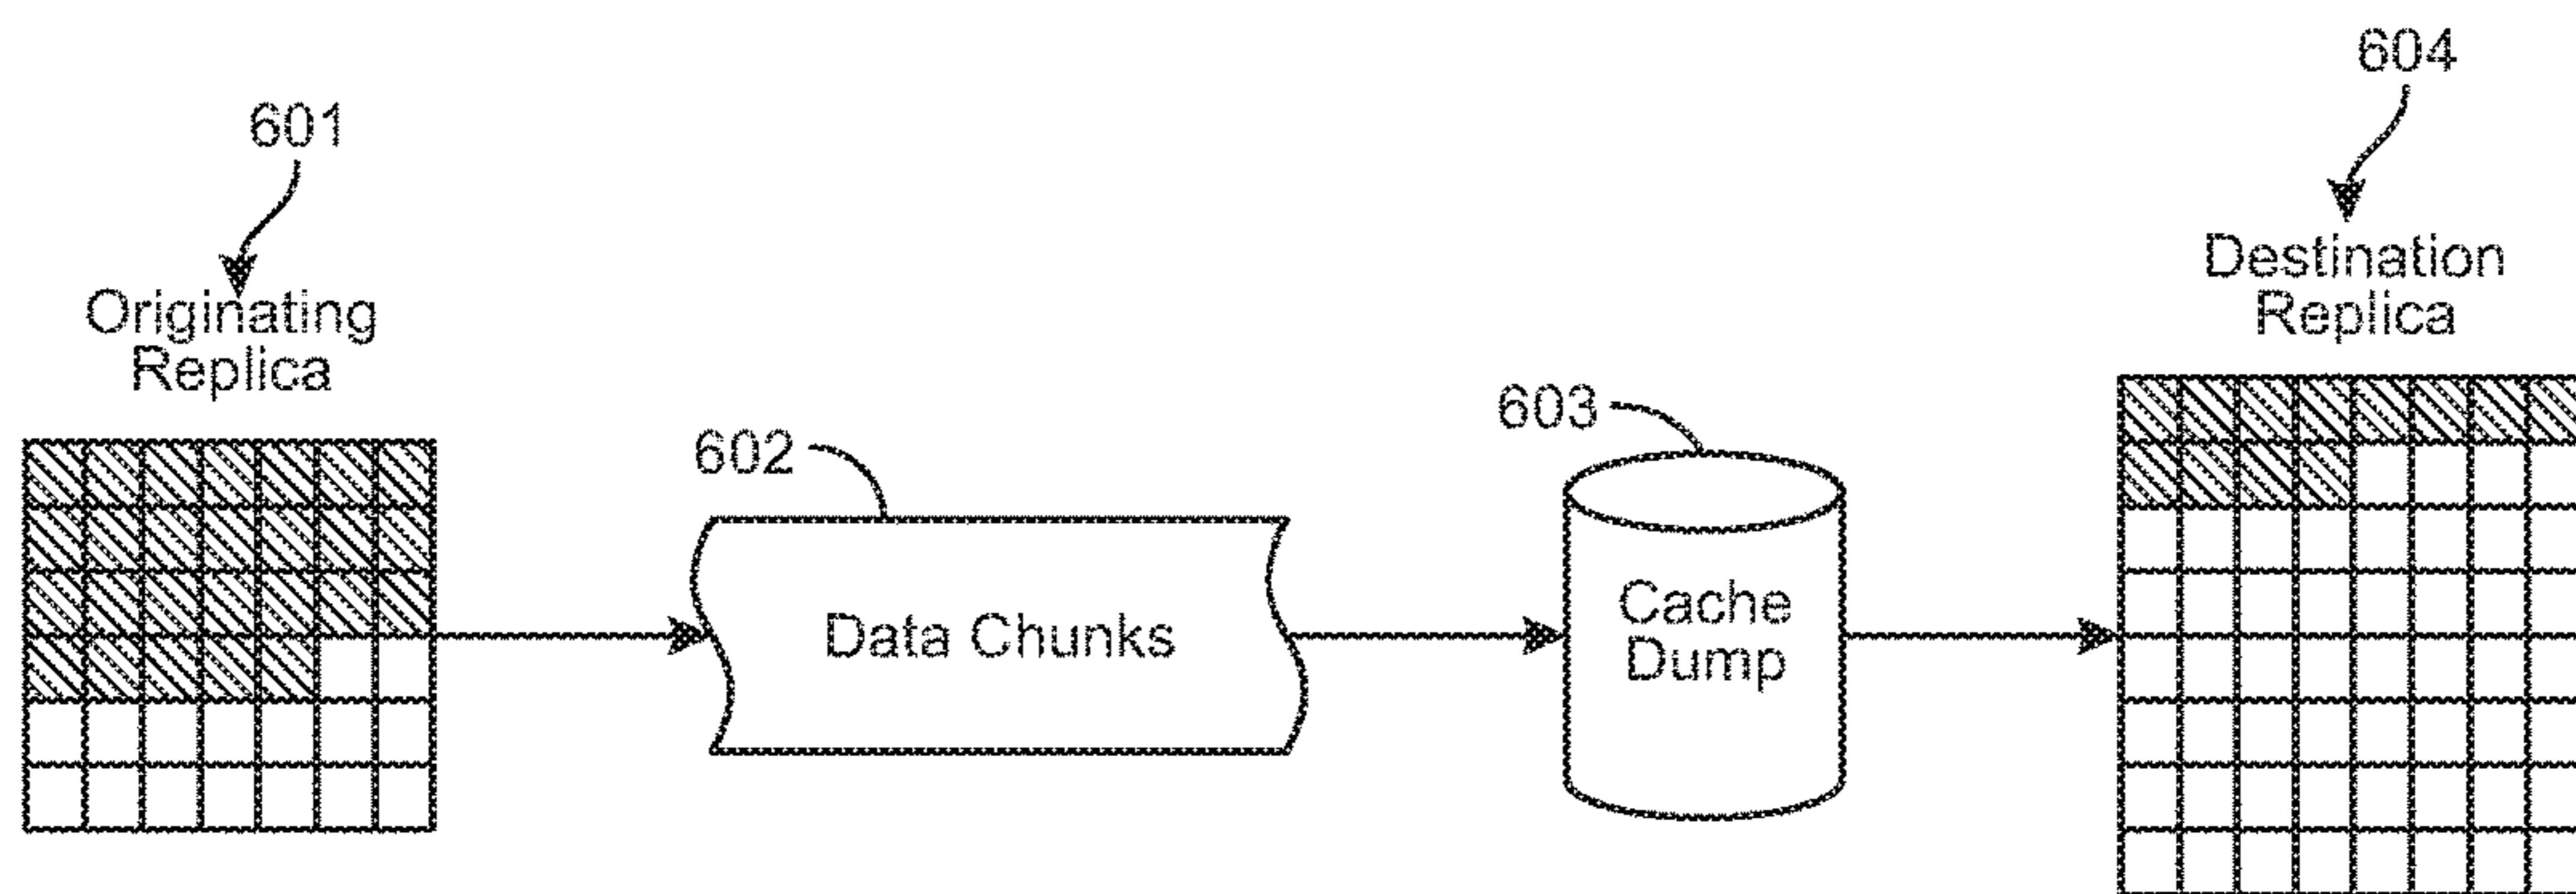 601
Originating
Replica
602
Data Chunks
603
Cache
Dump
604
Destination
Replica